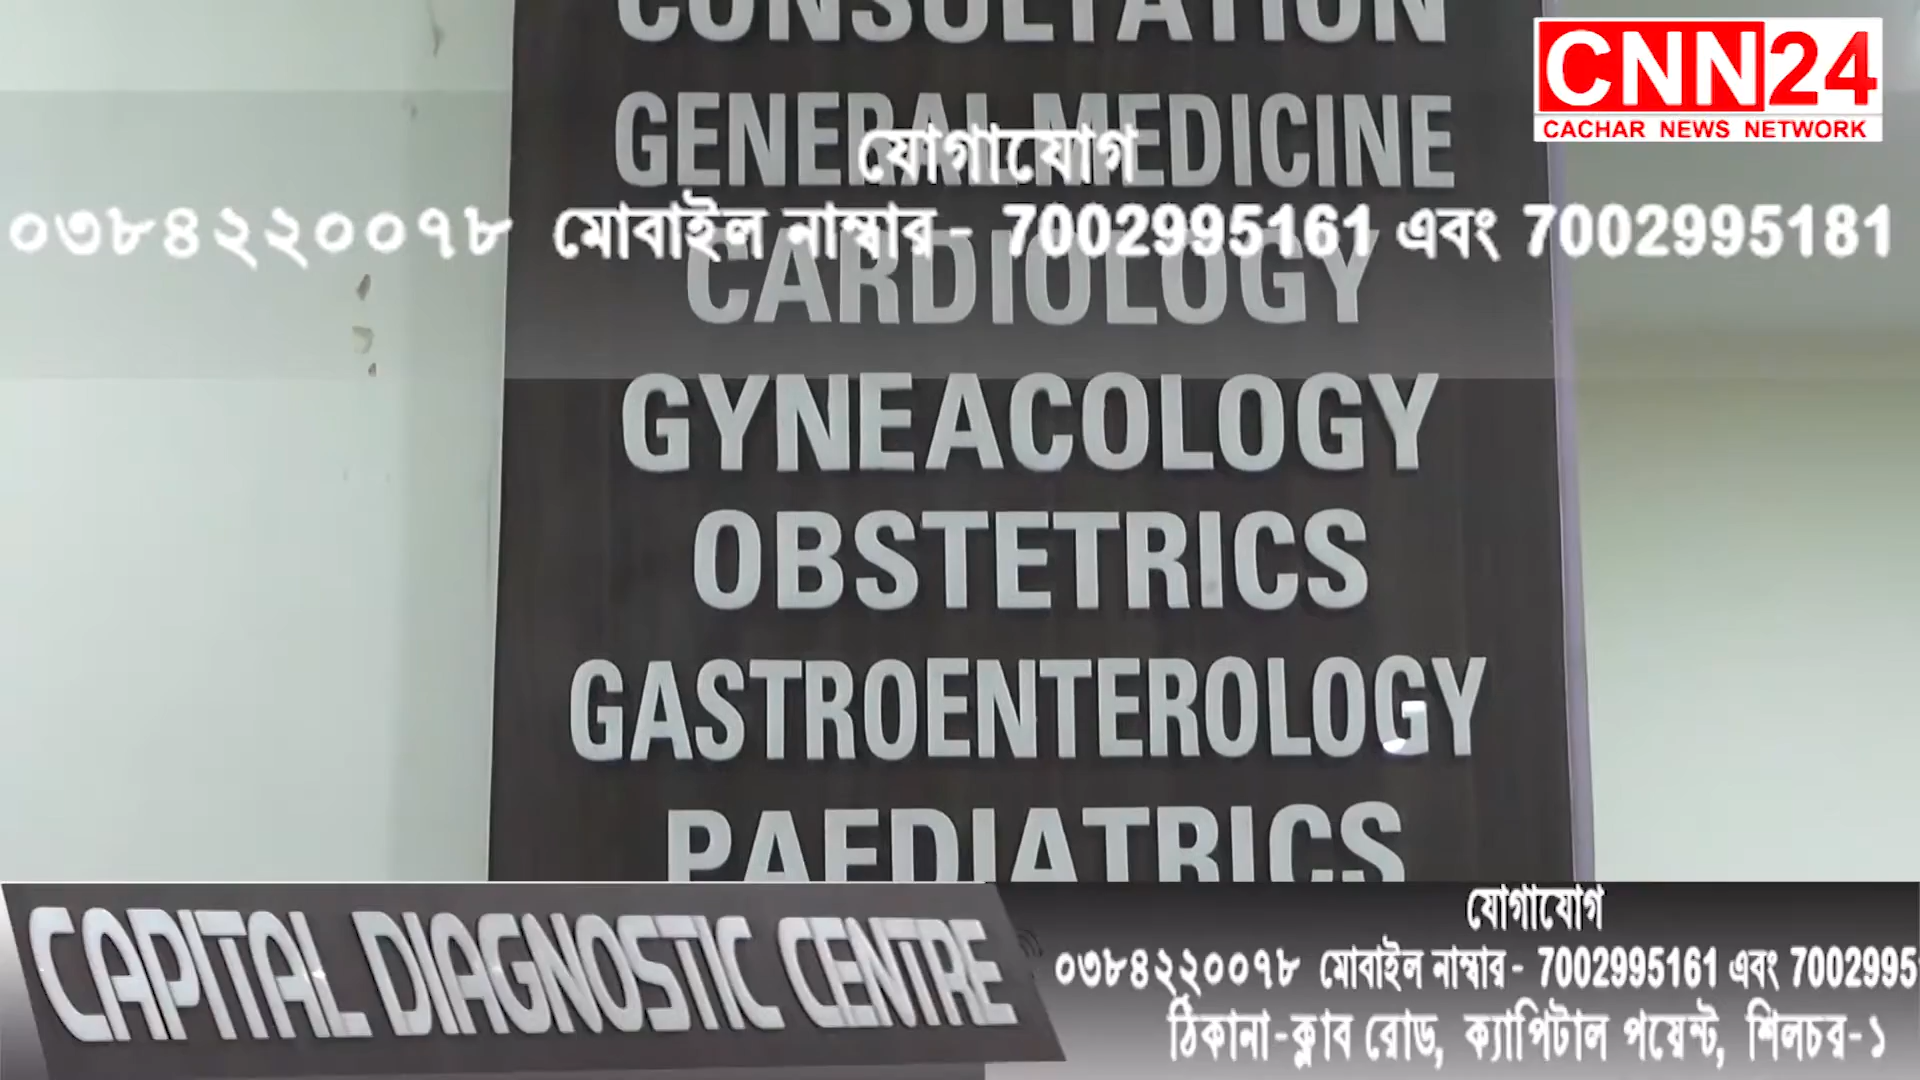 CONSULTATION
CNN24
CACHAR NEWS NETWORK
GENERAL MEDICINE
যোগাযোগ
০৩৮৪২২০০৭৮ মোবাইল নাম্বার - 7002995161 এবং 7002995181
CARDIOLOGY
GYNEACOLOGY
OBSTETRICS
GASTROENTEROLOGY
PAEDIATRICS
CAPITAL DIAGNOSTIC CENTRE
যোগাযোগ
০৩৮৪২২০০৭৮ মোবাইল নাম্বার - 7002995161 এবং 7002995
ঠিকানা-ক্লাব রোড, ক্যাপিটাল পয়েন্ট, শিলচর-১